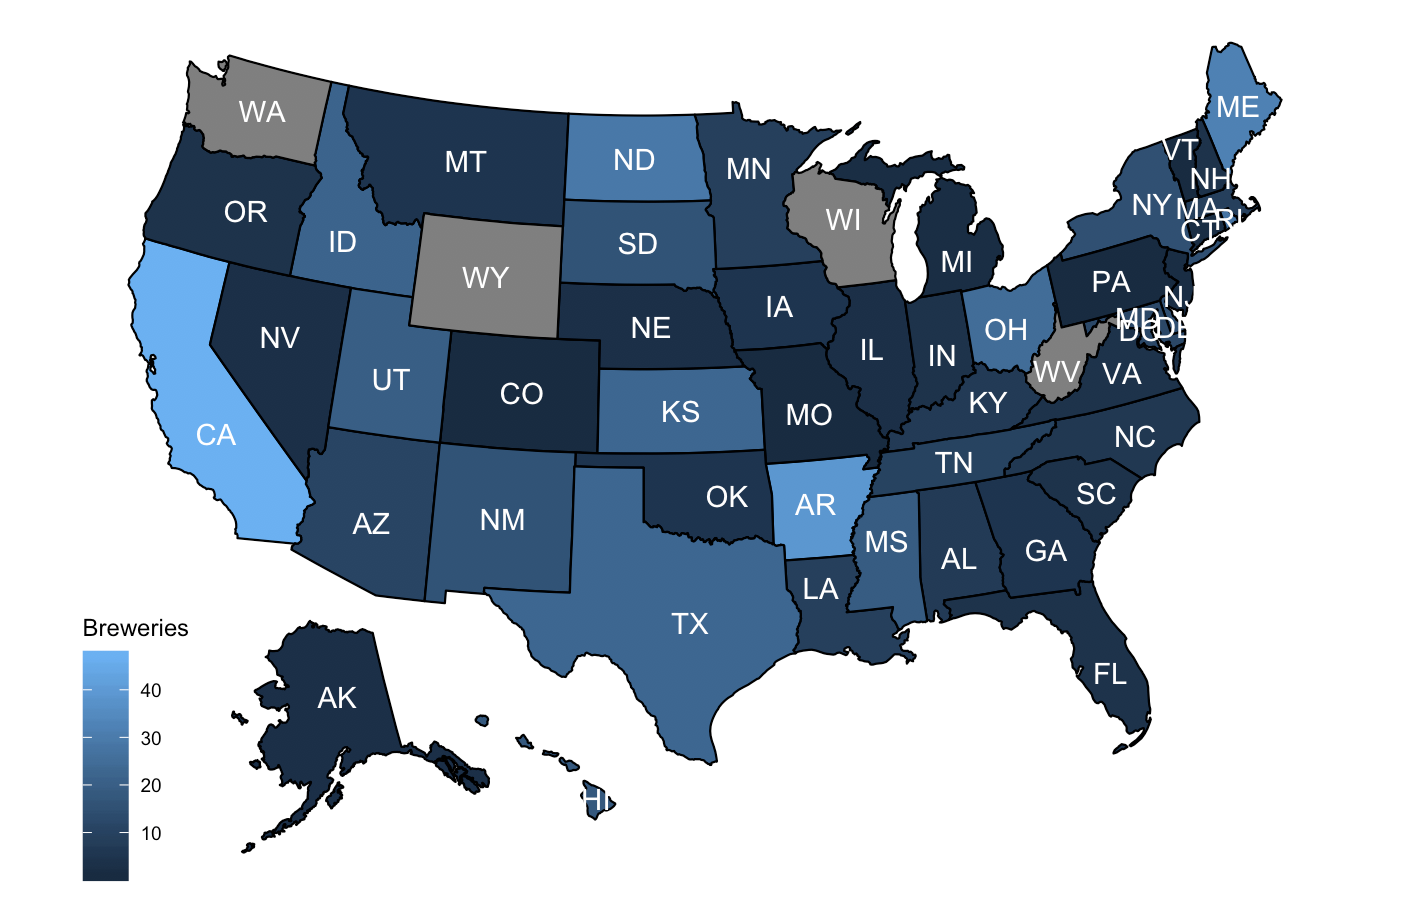 ME
WA
VT
MT
ND
MN
NH
OR
NY
MA
RI
WI
CT
ID
SD
MI
WY
PA
NJ
IA
MD
DC
DE
NV
NE
OH
IL
IN
WV
VA
UT
CO
KY
KS
MO
CA
NC
TN
OK
SC
AR
AZ
NM
MS
GA
AL
LA
TX
Breweries
FL
40
AK
30
20
HI
10